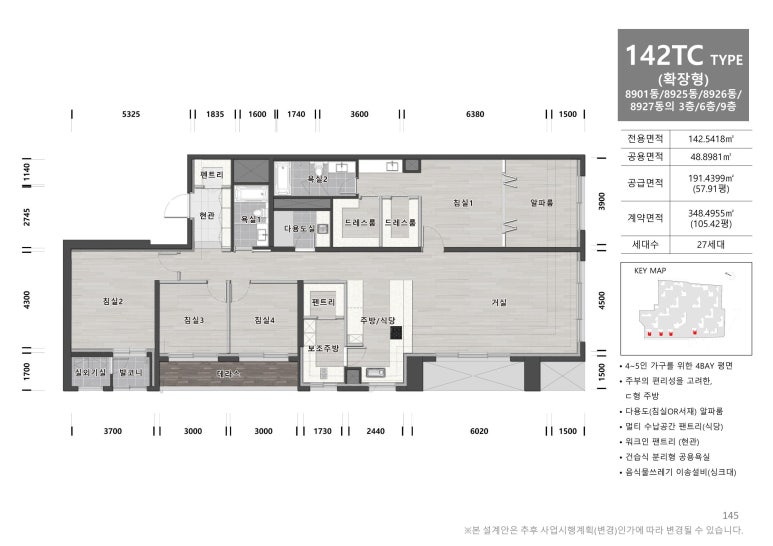 142TC TYPE
(확장형)
8901동/8925동/8926동/
8927동의 3층/6층/9층
5325 1835 1600 1740 3600 6380 1500
전용면적 142.5418㎡
공용면적 48.8981㎡
공급면적 191.4399㎡
(57.91평)
계약면적 348.4955㎡
(105.42평)
세대수 27세대
1140
2745
4300
1700
3900
4500
1500
팬트리
욕실2
현관
욕실1
다용도실
드레스룸
드레스룸
침실1
알파룸
침실2
침실3
침실4
팬트리
주방/식당
거실
보조주방
실외기실
발코니
테라스
3700 3000 3000 1730 2440 6020 1500
KEY MAP
• 4~5인 가구를 위한 4BAY 평면
• 주부의 편리성을 고려한,
ㄷ형 주방
• 다용도(침실OR서재) 알파룸
• 멀티 수납공간 팬트리(식당)
• 워크인 팬트리 (현관)
• 건습식 분리형 공용욕실
• 음식물쓰레기 이송설비(싱크대)
145
※본 설계안은 추후 사업시행계획(변경)인가에 따라 변경될 수 있습니다.